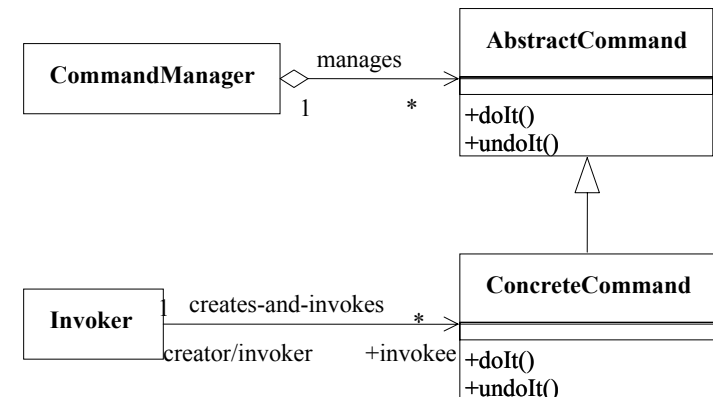 AbstractCommand
CommandManager
manages
1
*
+doIt()
+undoIt()
ConcreteCommand
Invoker
1
creates-and-invokes
*
creator/invoker
+invokee
+doIt()
+undoIt()